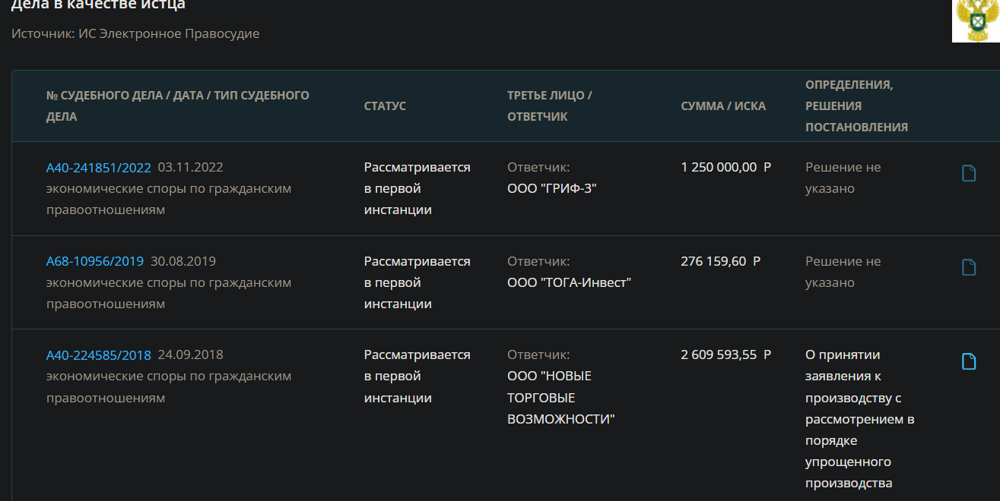 Дела в качестве истца
Источник: ИС Электронное Правосудие
№ СУДЕБНОГО ДЕЛА / ДАТА / ТИП СУДЕБНОГО ДЕЛА
СТАТУС
ТРЕТЬЕ ЛИЦО / ОТВЕТЧИК
СУММА / ИСКА
ОПРЕДЕЛЕНИЯ, РЕШЕНИЯ ПОСТАНОВЛЕНИЯ
А40-241851/2022 03.11.2022
экономические споры по гражданским
правоотношениям
Рассматривается
в первой
инстанции
Ответчик:
ООО "ГРИФ-3"
1 250 000,00 Р
Решение не
указано
А68-10956/2019 30.08.2019
экономические споры по гражданским
правоотношениям
Рассматривается
в первой
инстанции
Ответчик:
ООО "ТОГА-Инвест"
276 159,60 Р
Решение не
указано
А40-224585/2018 24.09.2018
экономические споры по гражданским
правоотношениям
Рассматривается
в первой
инстанции
Ответчик:
ООО "НОВЫЕ
ТОРГОВЫЕ
ВОЗМОЖНОСТИ"
2 609 593,55 Р
О принятии
заявления к
производству с
рассмотрением в
порядке
упрощенного
производства